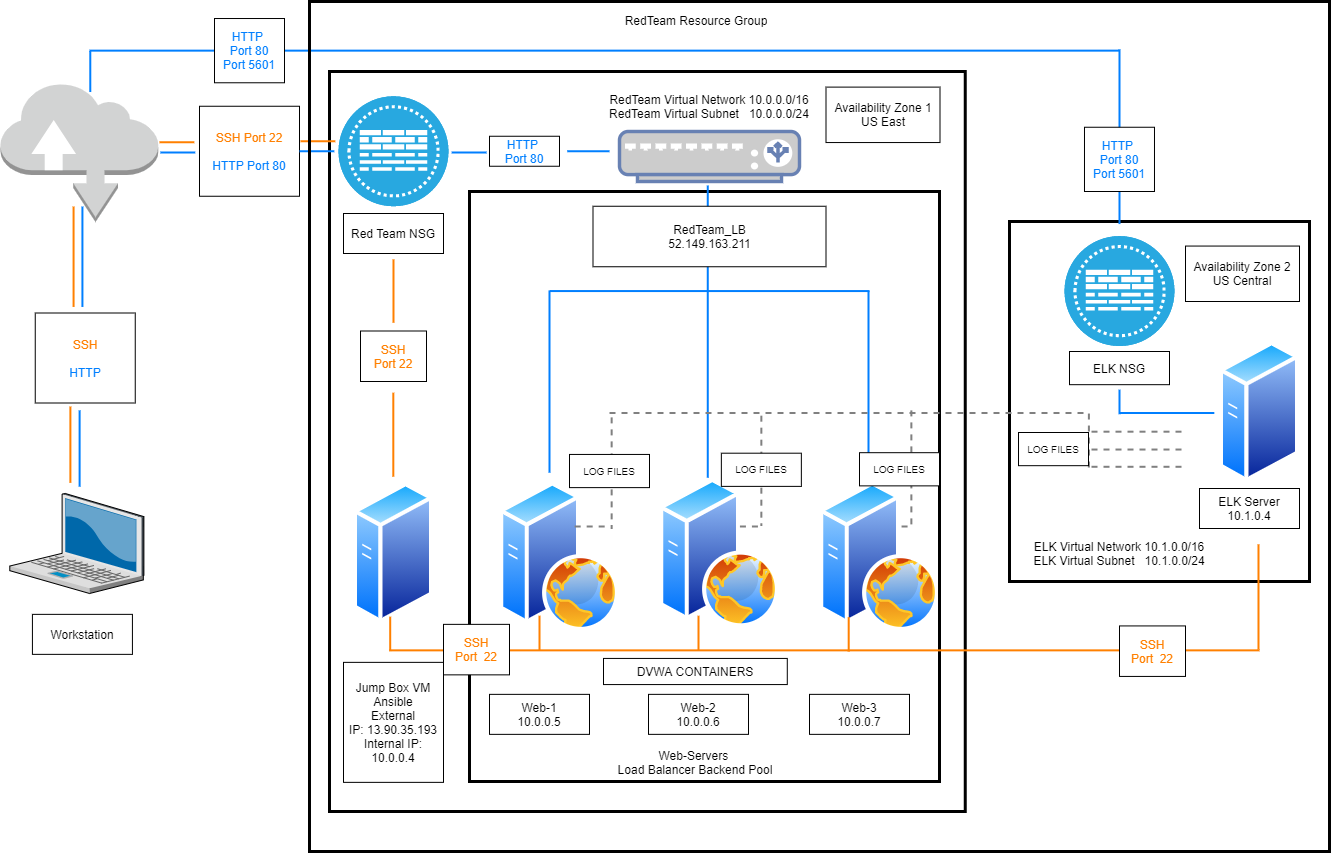 RedTeam Resource Group
HTTP
Port 80
Port 5601
SSH Port 22
HTTP Port 80
Red Team NSG
HTTP
Port 80
RedTeam Virtual Network 10.0.0.0/16
RedTeam Virtual Subnet 10.0.0.0/24
Availability Zone 1
US East
RedTeam_LB
52.149.163.211
HTTP
Port 80
Port 5601
Availability Zone 2
US Central
ELK NSG
SSH
HTTP
SSH
Port 22
LOG FILES
LOG FILES
LOG FILES
LOG FILES
ELK Server
10.1.0.4
ELK Virtual Network 10.1.0.0/16
ELK Virtual Subnet 10.1.0.0/24
Workstation
SSH
Port 22
SSH
Port 22
Jump Box VM
Ansible
External
IP: 13.90.35.193
Internal IP:
10.0.0.4
DVWA CONTAINERS
Web-1
10.0.0.5
Web-2
10.0.0.6
Web-3
10.0.0.7
Web-Servers
Load Balancer Backend Pool